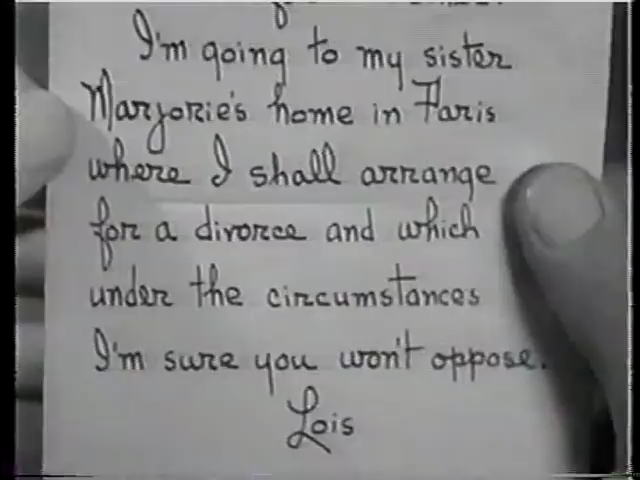 I'm going to my sister
Marjorie's home in Paris
where I shall arrange
for a divorce and which
under the circumstances
I'm sure you won't oppose.
Lois